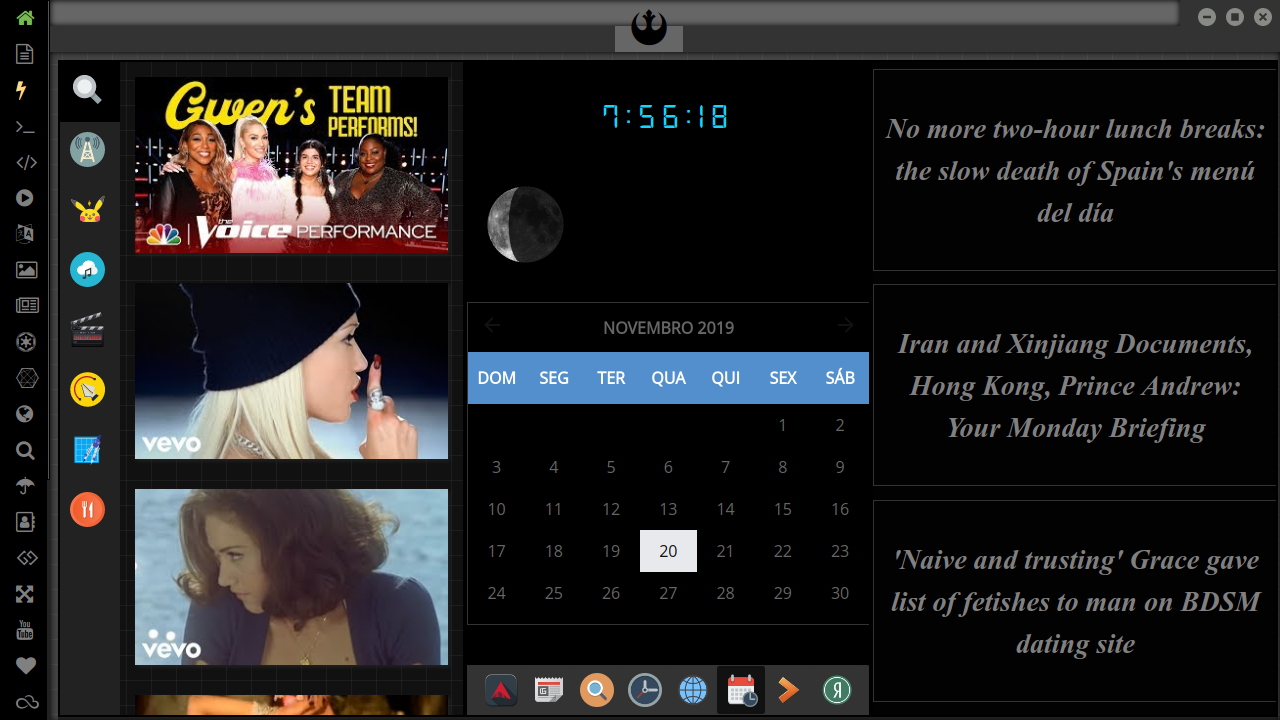 Gwen's TEAM
PERFORMS!
the Voice PERFORMANCE
vevo
vevo
7:56:18
NOVEMBRO 2019
DOM SEG TER QUA QUI SEX SÁB
1 2
3 4 5 6 7 8 9
10 11 12 13 14 15 16
17 18 19 20 21 22 23
24 25 26 27 28 29 30
No more two-hour lunch breaks:
the slow death of Spain's menú
del día
Iran and Xinjiang Documents,
Hong Kong, Prince Andrew:
Your Monday Briefing
'Naive and trusting' Grace gave
list of fetishes to man on BDSM
dating site
You
Tube
Я